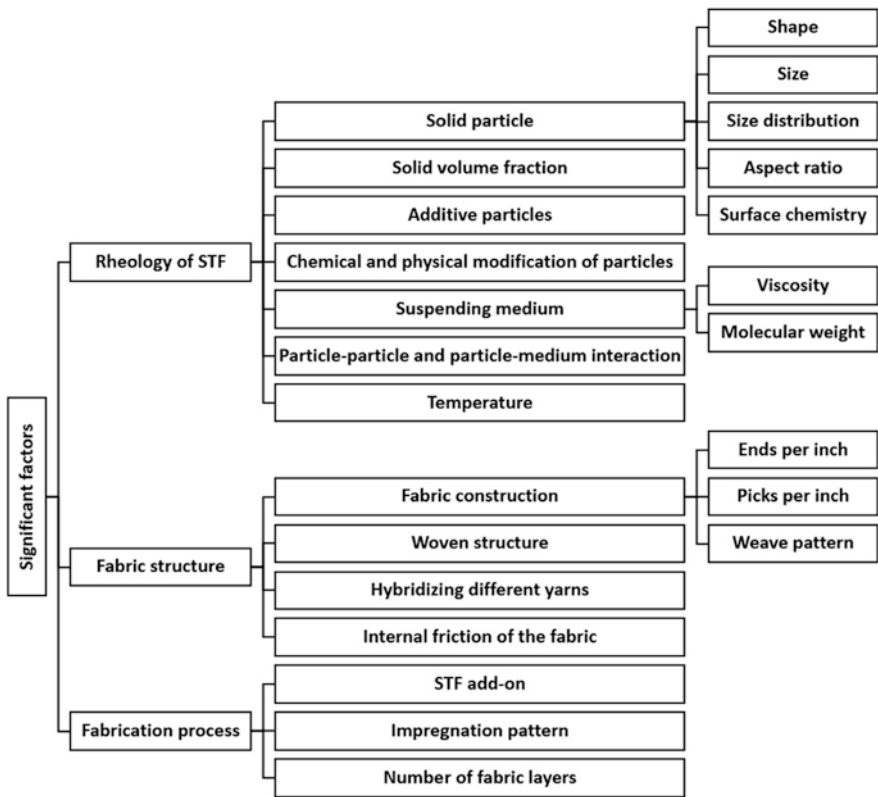 Significant factors
Rheology of STF
Solid particle
Shape
Size
Size distribution
Aspect ratio
Surface chemistry
Solid volume fraction
Additive particles
Chemical and physical modification of particles
Suspending medium
Viscosity
Molecular weight
Particle-particle and particle-medium interaction
Temperature
Fabric structure
Fabric construction
Ends per inch
Picks per inch
Weave pattern
Woven structure
Hybridizing different yarns
Internal friction of the fabric
Fabrication process
STF add-on
Impregnation pattern
Number of fabric layers